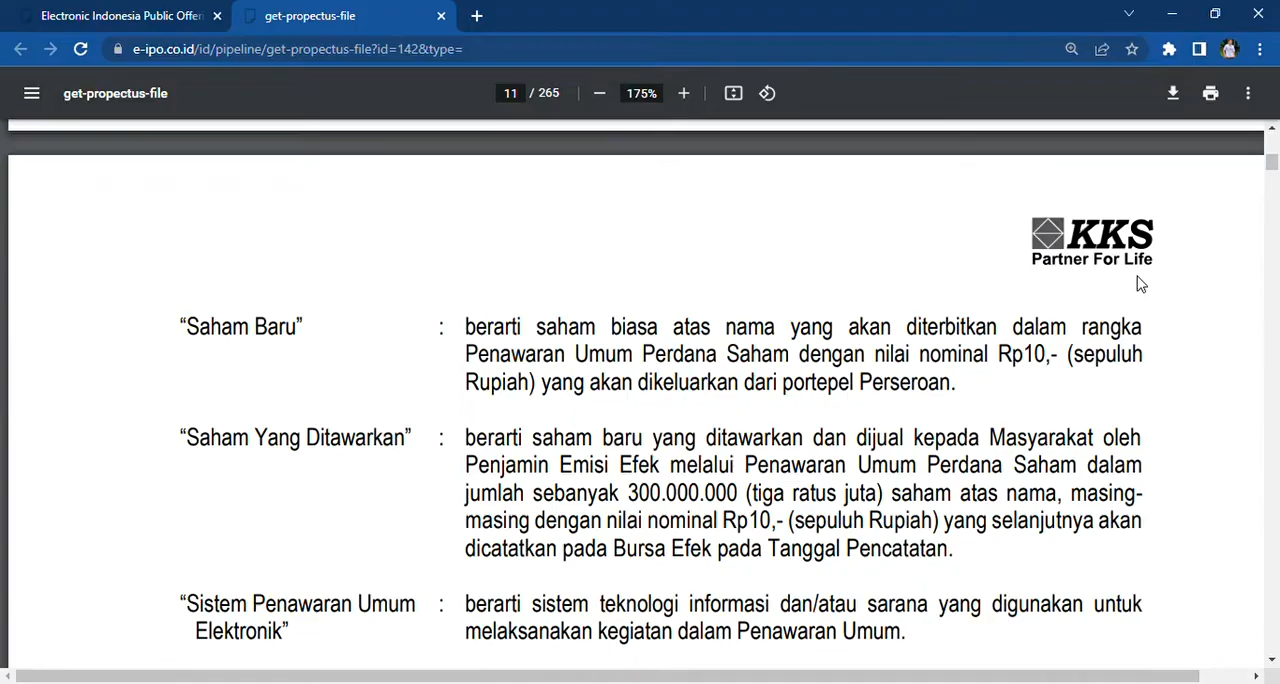 Electronic Indonesia Public Offeri
get-propectus-file
e-ipo.co.id/id/pipeline/get-propectus-file?id=142&type=
get-propectus-file
11 / 265
175%
KKS
Partner For Life
“Saham Baru” : berarti saham biasa atas nama yang akan diterbitkan dalam rangka
Penawaran Umum Perdana Saham dengan nilai nominal Rp10,- (sepuluh
Rupiah) yang akan dikeluarkan dari portepel Perseroan.
“Saham Yang Ditawarkan” : berarti saham baru yang ditawarkan dan dijual kepada Masyarakat oleh
Penjamin Emisi Efek melalui Penawaran Umum Perdana Saham dalam
jumlah sebanyak 300.000.000 (tiga ratus juta) saham atas nama, masing-
masing dengan nilai nominal Rp10,- (sepuluh Rupiah) yang selanjutnya akan
dicatatkan pada Bursa Efek pada Tanggal Pencatatan.
“Sistem Penawaran Umum : berarti sistem teknologi informasi dan/atau sarana yang digunakan untuk
Elektronik” melaksanakan kegiatan dalam Penawaran Umum.